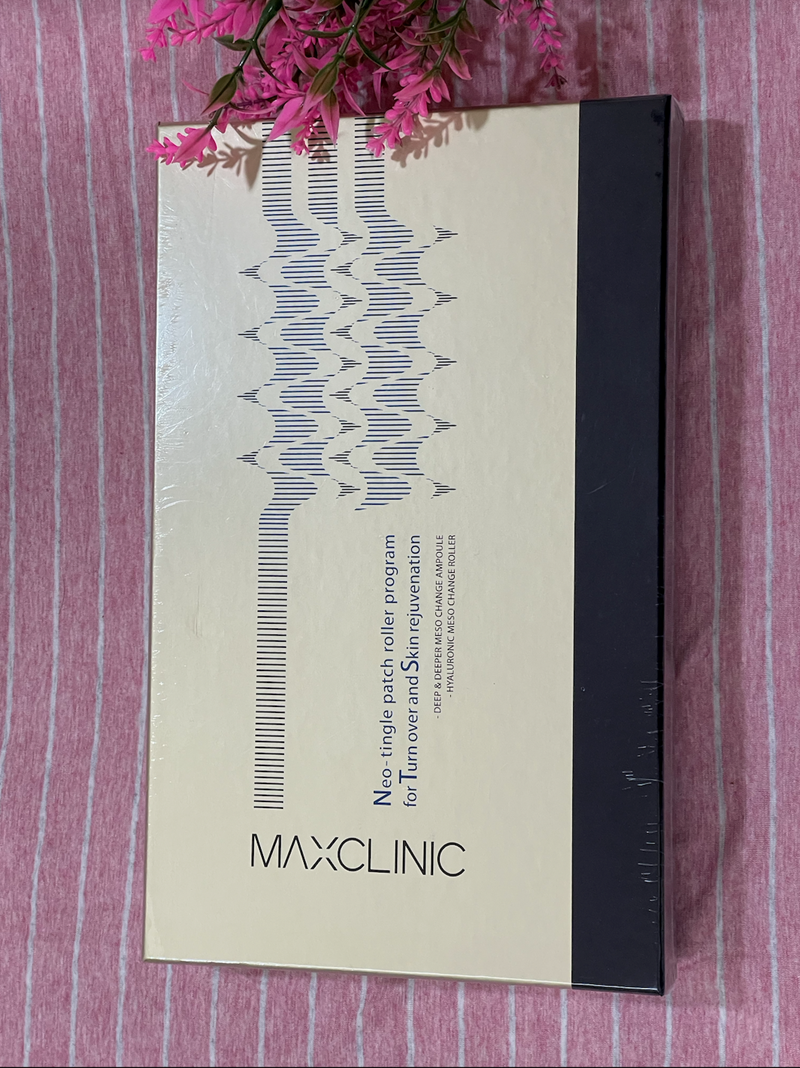 MAXCLINIC
Neo-tingle patch roller program
for Turn over and Skin rejuvenation
- DEEP & DEEPER MESO CHANGE AMPOULE
- HYALURONIC MESO CHANGE ROLLER